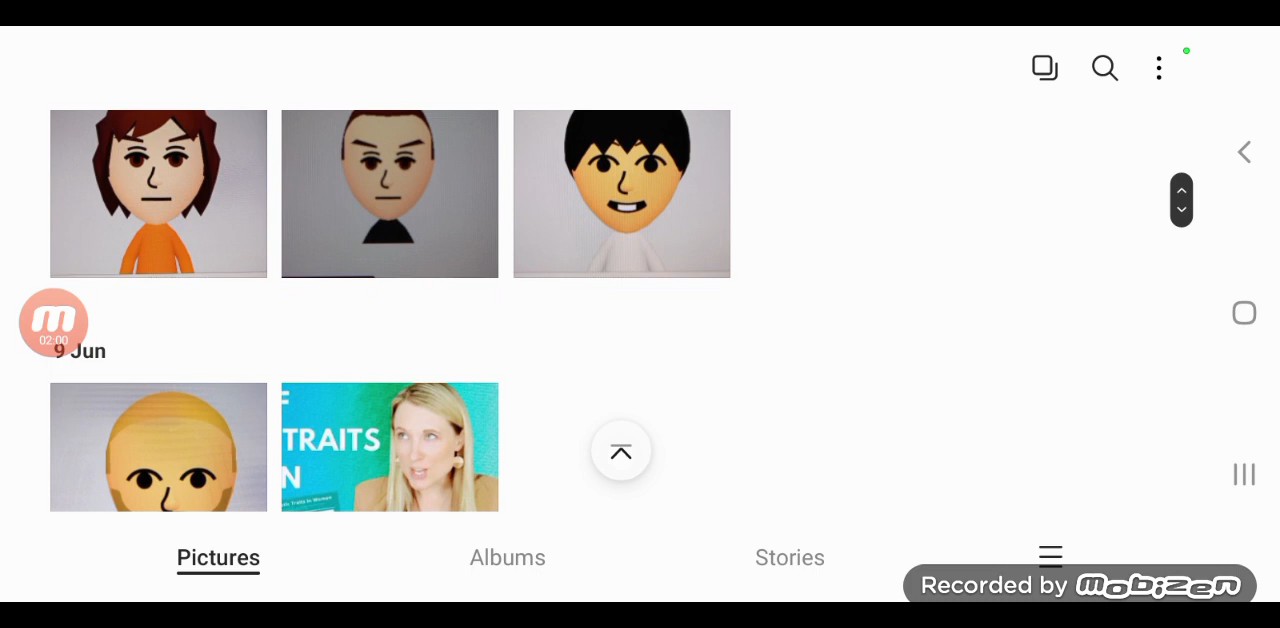 02:00
9 Jun
TRAITS
N
Pictures
Albums
Stories
Recorded by mobizen